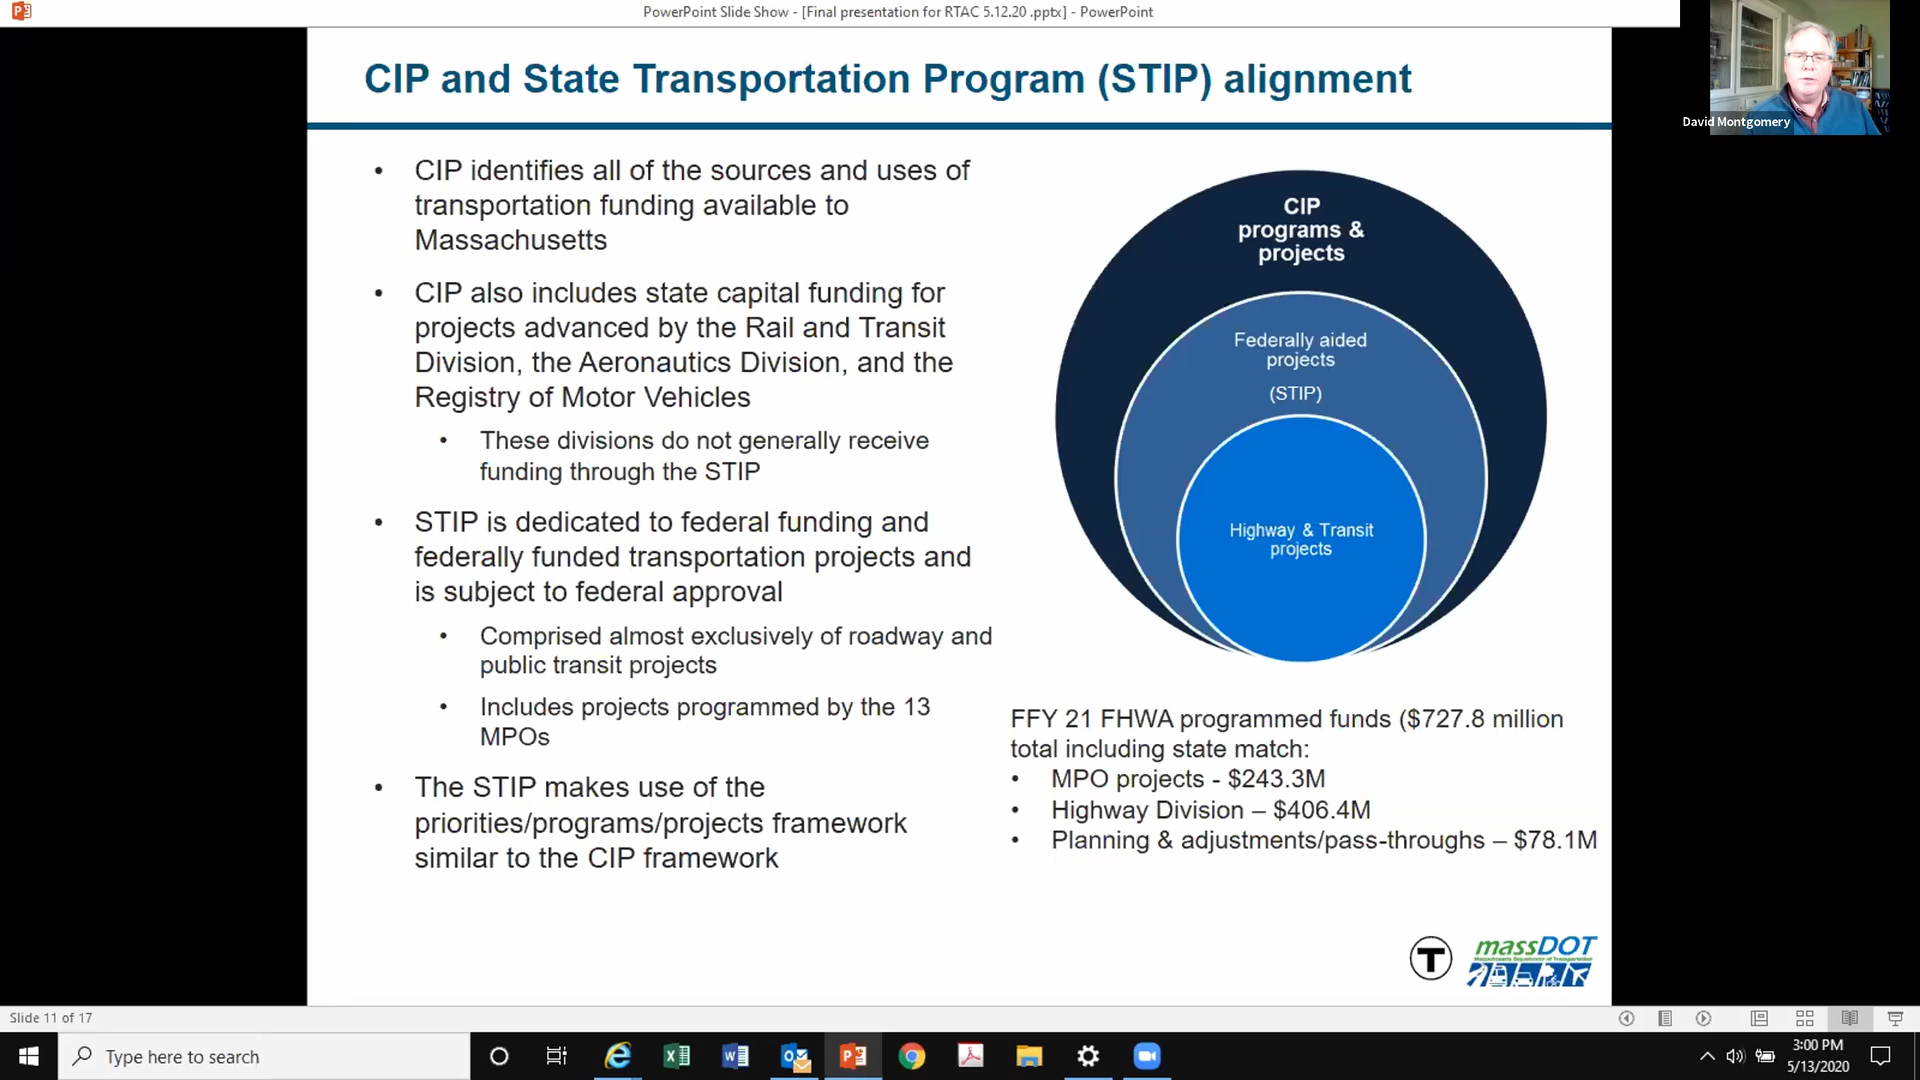 PowerPoint Slide Show - [Final presentation for RTAC 5.12.20 .pptx] - PowerPoint
David Montgomery
CIP and State Transportation Program (STIP) alignment
• CIP identifies all of the sources and uses of
transportation funding available to
Massachusetts
• CIP also includes state capital funding for
projects advanced by the Rail and Transit
Division, the Aeronautics Division, and the
Registry of Motor Vehicles
• These divisions do not generally receive
funding through the STIP
• STIP is dedicated to federal funding and
federally funded transportation projects and
is subject to federal approval
• Comprised almost exclusively of roadway and
public transit projects
• Includes projects programmed by the 13
MPOs
• The STIP makes use of the
priorities/programs/projects framework
similar to the CIP framework
CIP
programs &
projects
Federally aided
projects
(STIP)
Highway & Transit
projects
FFY 21 FHWA programmed funds ($727.8 million
total including state match:
• MPO projects - $243.3M
• Highway Division – $406.4M
• Planning & adjustments/pass-throughs – $78.1M
T
massDOT
Massachusetts Department of Transportation
Slide 11 of 17
Type here to search
3:00 PM
5/13/2020